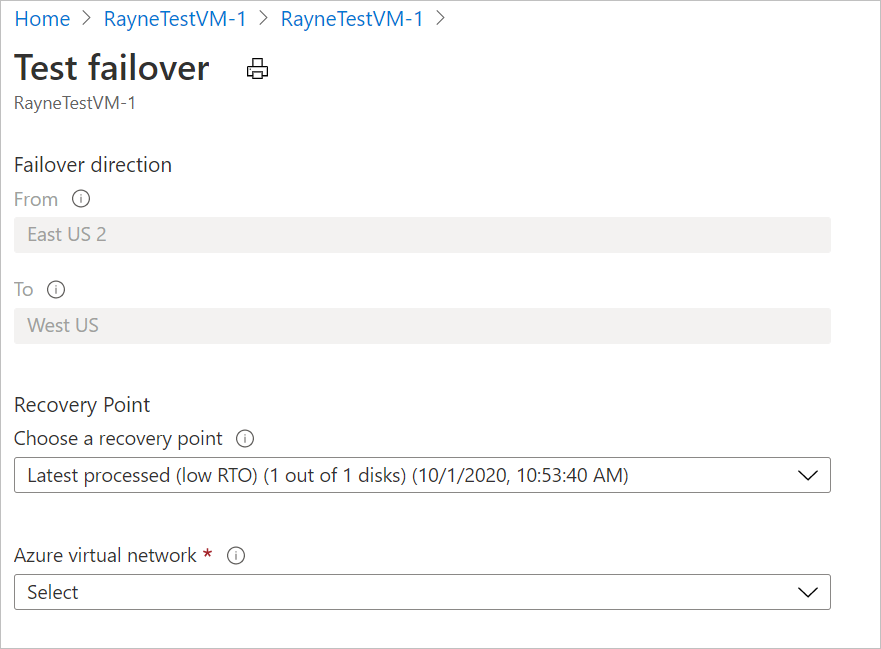 Home > RayneTestVM-1 > RayneTestVM-1 >
Test failover
RayneTestVM-1
Failover direction
From
East US 2
To
West US
Recovery Point
Choose a recovery point
Latest processed (low RTO) (1 out of 1 disks) (10/1/2020, 10:53:40 AM)
Azure virtual network *
Select